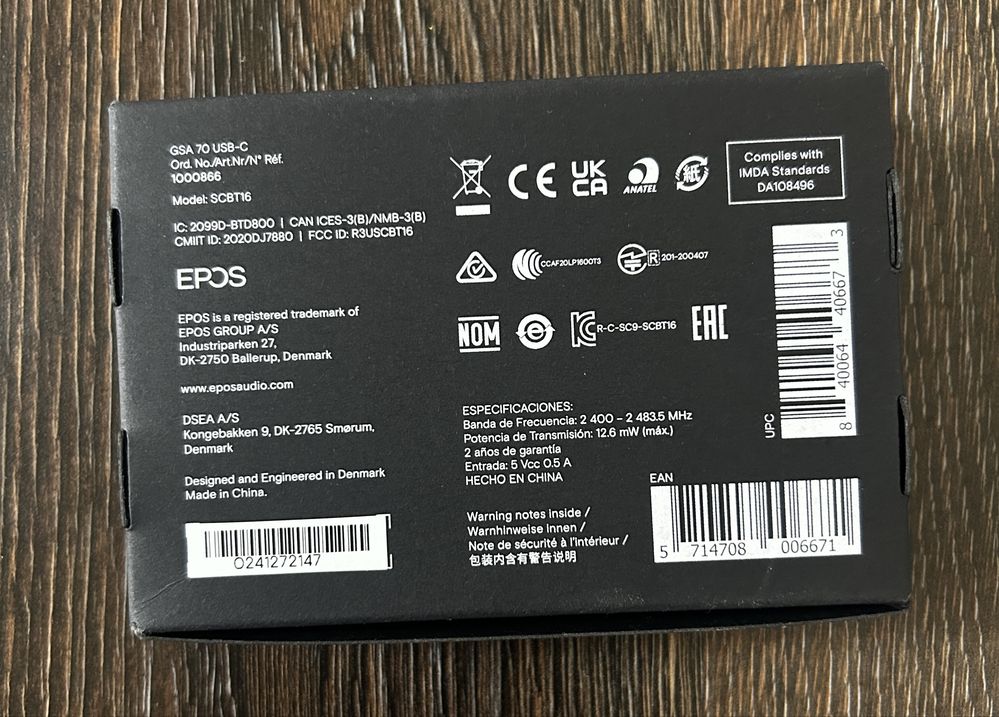 GSA 70 USB-C
Ord. No./Art.Nr/N° Réf.
1000866
Model: SCBT16
IC: 2099D-BTD800 | CAN ICES-3(B)/NMB-3(B)
CMIIT ID: 2020DJ7880 | FCC ID: R3USCBT16
EPOS
EPOS is a registered trademark of
EPOS GROUP A/S
Industriparken 27,
DK-2750 Ballerup, Denmark
www.eposaudio.com
DSEA A/S
Kongebakken 9, DK-2765 Smørum,
Denmark
Designed and Engineered in Denmark
Made in China.
0241272147
CE
UK
CA
ANATEL
紙
Complies with
IMDA Standards
DA108496
CCAF20LP1600T3
R 201-200407
NOM
e
R-C-SC9-SCBT16
EAC
ESPECIFICACIONES:
Banda de Frecuencia: 2 400 – 2 483.5 MHz
Potencia de Transmisión: 12.6 mW (máx.)
2 años de garantía
Entrada: 5 Vcc 0.5 A
HECHO EN CHINA
Warning notes inside /
Warnhinweise innen /
Note de sécurité à l'intérieur /
包装内含有警告说明
UPC
8 40064 40667 3
EAN
5 714708 006671